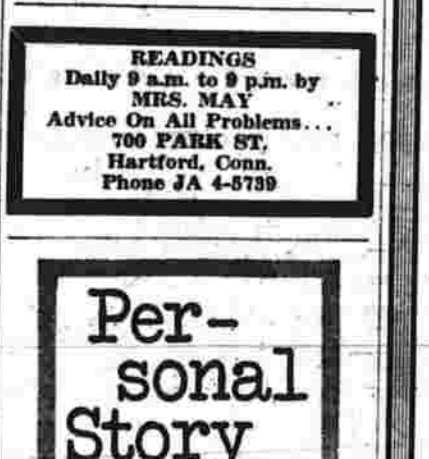 READINGS
Daily 9 a.m. to 9 p.m. by
MRS. MAY
Advice On All Problems...
700 PARK ST.
Hartford, Conn.
Phone JA 4-5739
Per-
sonal
Story